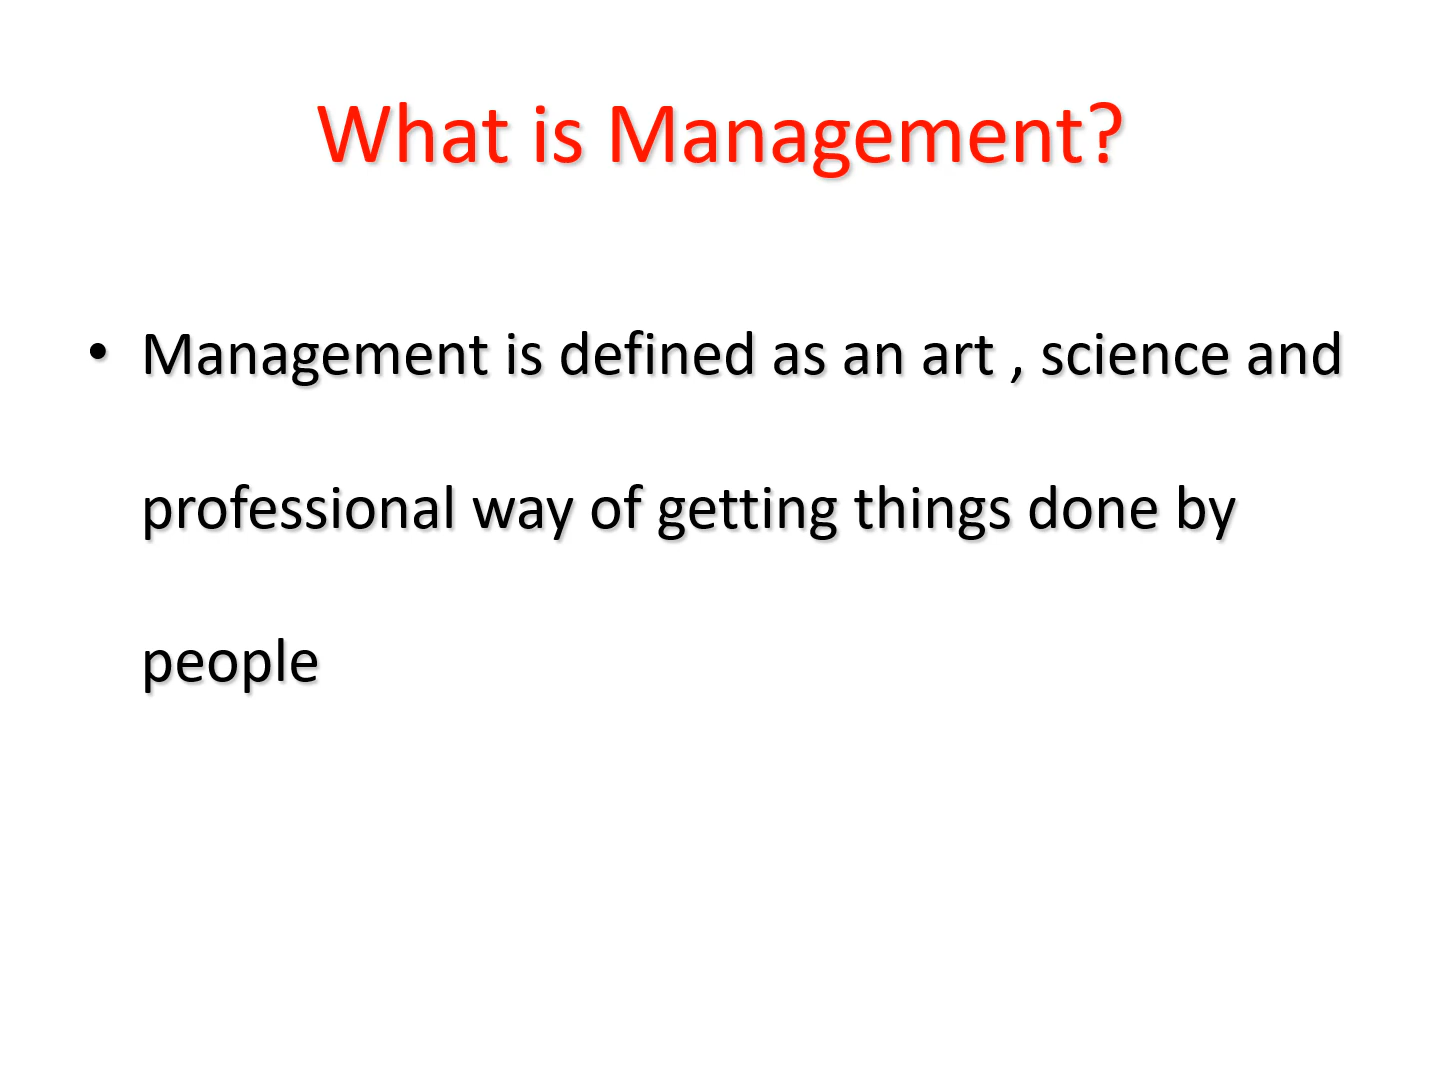 What is Management?
• Management is defined as an art , science and
professional way of getting things done by
people